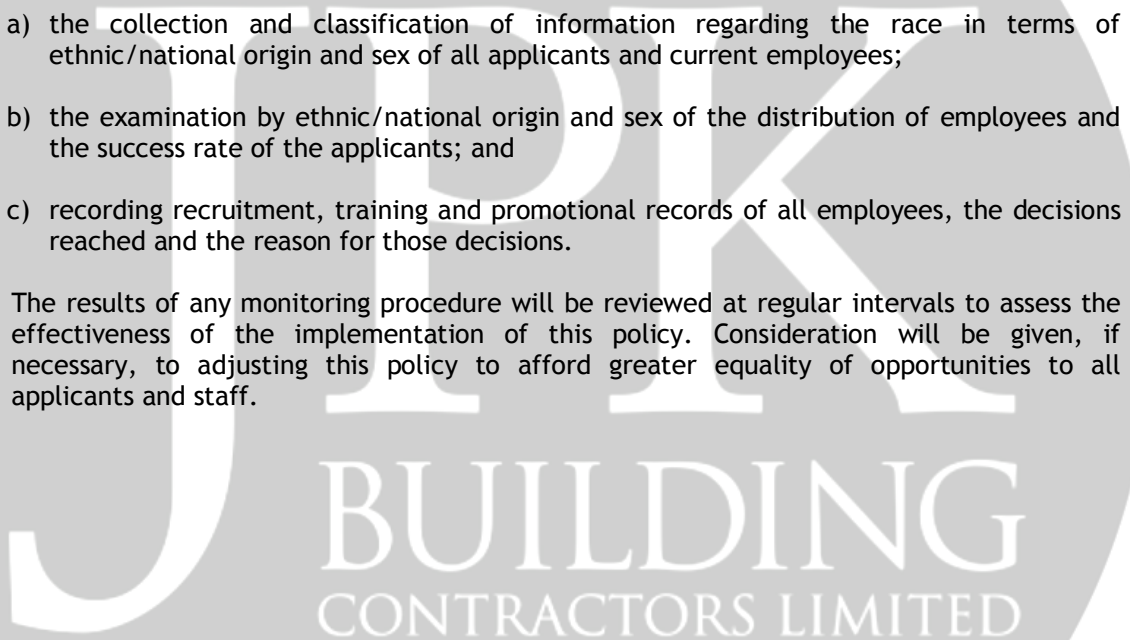 a) the collection and classification of information regarding the race in terms of
ethnic/national origin and sex of all applicants and current employees;
b) the examination by ethnic/national origin and sex of the distribution of employees and
the success rate of the applicants; and
c) recording recruitment, training and promotional records of all employees, the decisions
reached and the reason for those decisions.
The results of any monitoring procedure will be reviewed at regular intervals to assess the
effectiveness of the implementation of this policy. Consideration will be given, if
necessary, to adjusting this policy to afford greater equality of opportunities to all
applicants and staff.
JPK
BUILDING
CONTRACTORS LIMITED